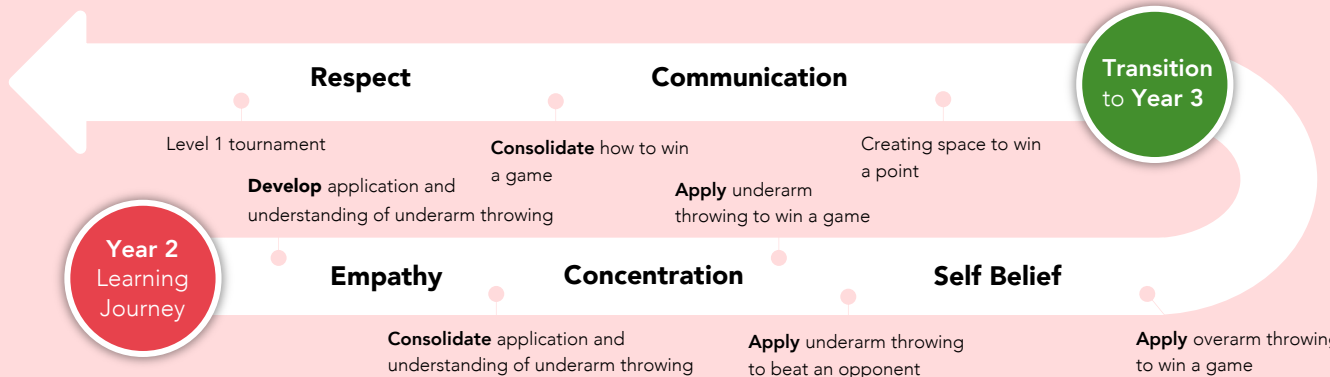 Respect
Communication
Transition
to Year 3
Level 1 tournament
Consolidate how to win
a game
Creating space to win
a point
Develop application and
understanding of underarm throwing
Apply underarm
throwing to win a game
Year 2
Learning
Journey
Empathy
Concentration
Self Belief
Consolidate application and
understanding of underarm throwing
Apply underarm throwing
to beat an opponent
Apply overarm throwing
to win a game